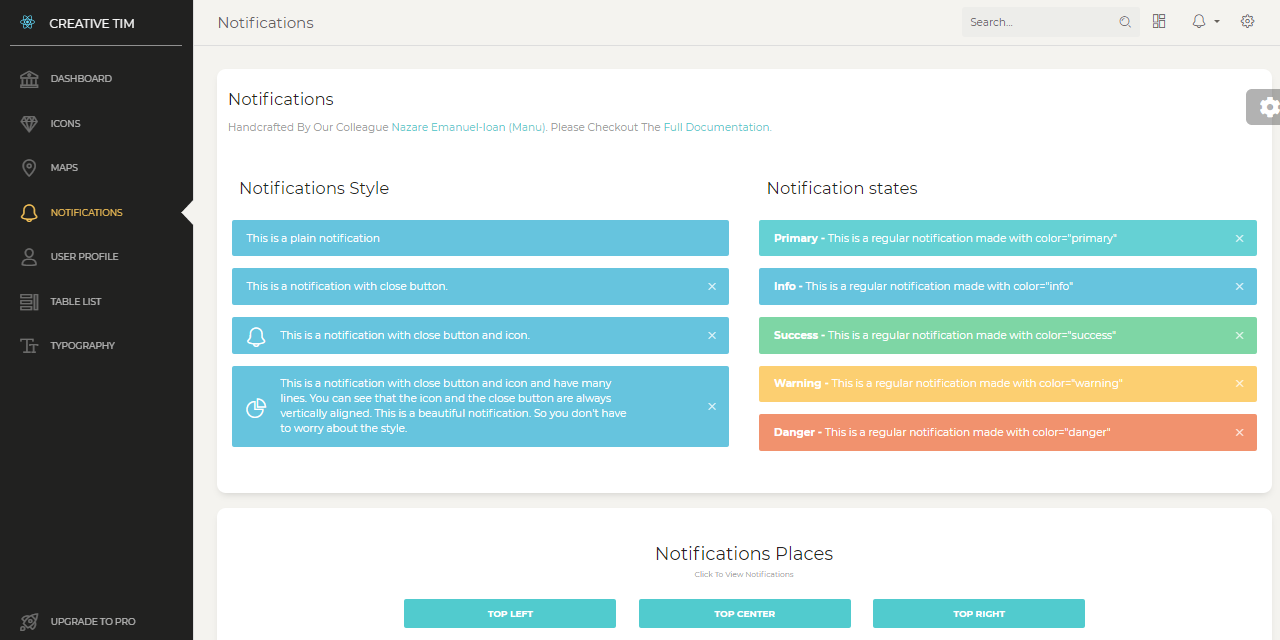 CREATIVE TIM
Notifications
Search...
DASHBOARD
ICONS
MAPS
NOTIFICATIONS
USER PROFILE
TABLE LIST
TYPOGRAPHY
UPGRADE TO PRO
Notifications
Handcrafted By Our Colleague Nazare Emanuel-Ioan (Manu). Please Checkout The Full Documentation.
Notifications Style
This is a plain notification
This is a notification with close button.
This is a notification with close button and icon.
This is a notification with close button and icon and have many
lines. You can see that the icon and the close button are always
vertically aligned. This is a beautiful notification. So you don't have
to worry about the style.
Notification states
Primary - This is a regular notification made with color="primary"
Info - This is a regular notification made with color="info"
Success - This is a regular notification made with color="success"
Warning - This is a regular notification made with color="warning"
Danger - This is a regular notification made with color="danger"
Notifications Places
Click To View Notifications
TOP LEFT
TOP CENTER
TOP RIGHT